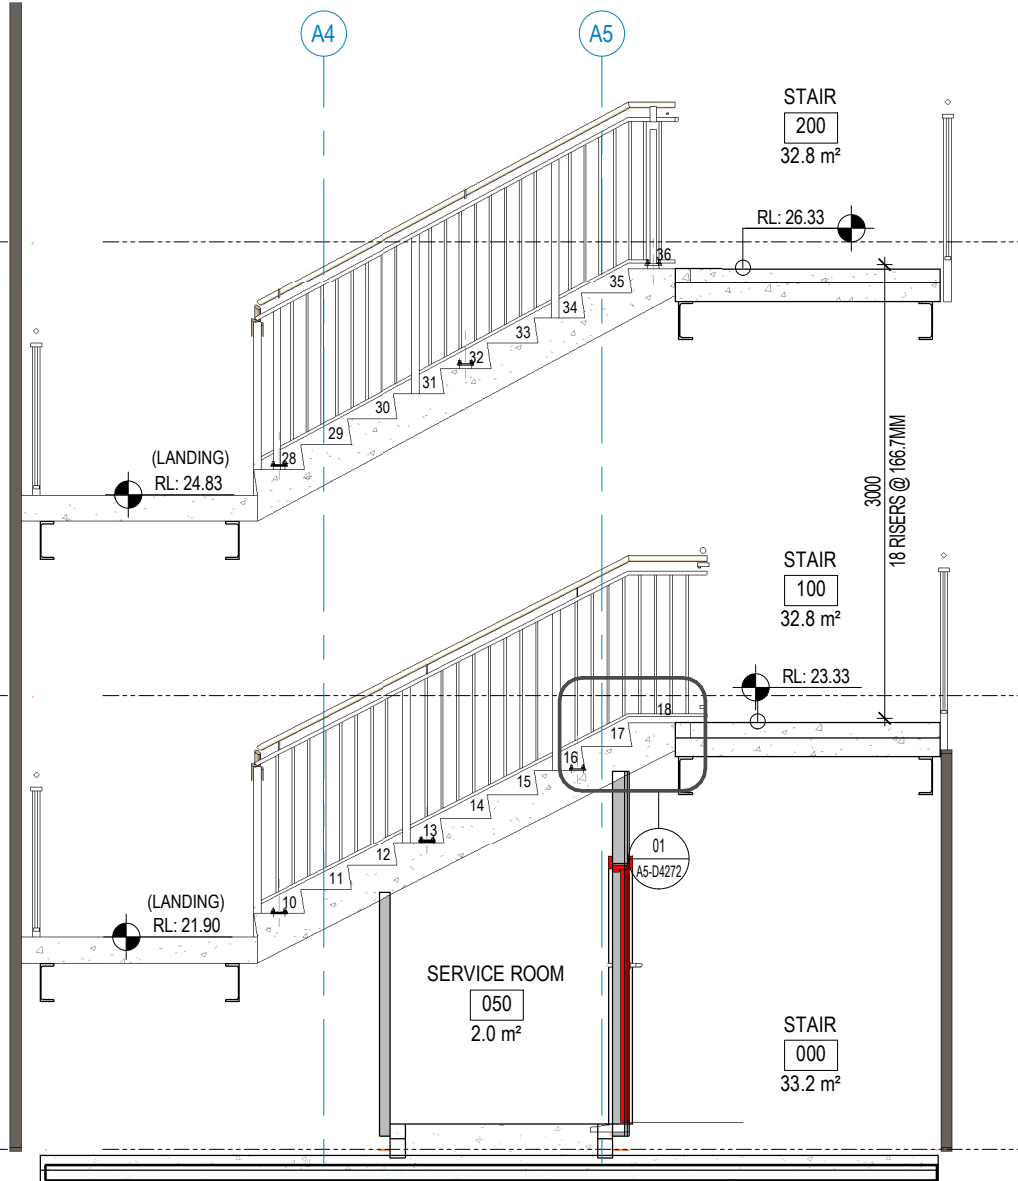 A4
A5
STAIR
200
32.8 m²
RL: 26.33
36
35
34
33
32
31
30
29
28
(LANDING)
RL: 24.83
3000
18 RISERS @ 166.7MM
STAIR
100
32.8 m²
RL: 23.33
18
17
16
15
14
13
12
11
10
01
A5-D4272
(LANDING)
RL: 21.90
SERVICE ROOM
050
2.0 m²
STAIR
000
33.2 m²